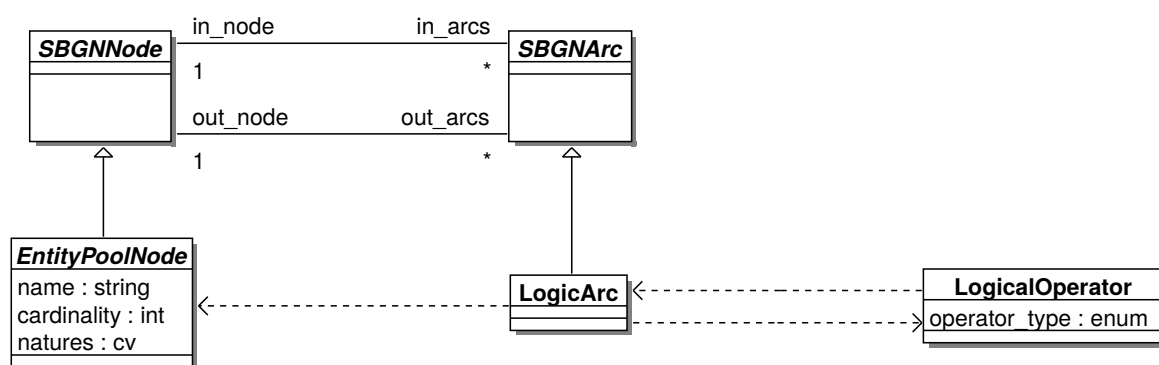 in_node in_arcs
SBGNNode SBGNArc
1 *
out_node out_arcs
1 *
EntityPoolNode
name : string
cardinality : int
natures : cv
LogicArc
LogicalOperator
operator_type : enum